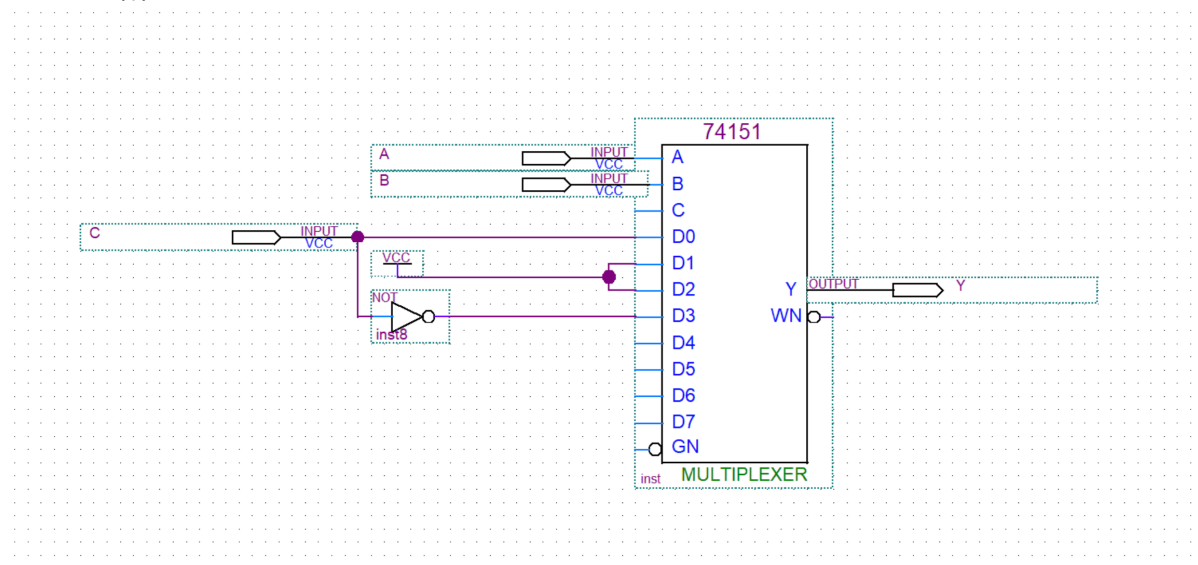 74151
A INPUT VCC A
B INPUT VCC B
C
C INPUT VCC D0
VCC D1
D2
Y OUTPUT Y
NOT
inst8
D3
WN
D4
D5
D6
D7
GN
inst MULTIPLEXER